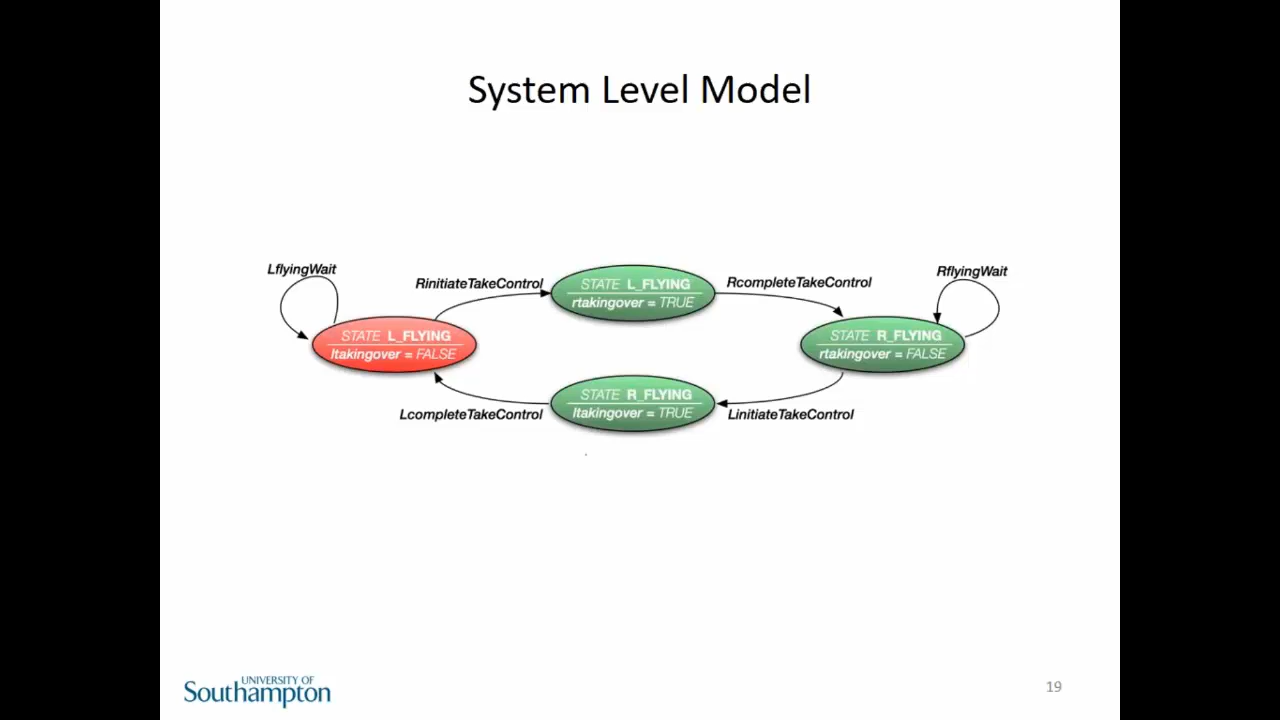 System Level Model
LflyingWait
RinitiateTakeControl
STATE L_FLYING
rtakingover = TRUE
RcompleteTakeControl
RflyingWait
STATE L_FLYING
ltakingover = FALSE
STATE R_FLYING
rtakingover = FALSE
LcompleteTakeControl
STATE R_FLYING
ltakingover = TRUE
LinitiateTakeControl
UNIVERSITY OF
Southampton
19